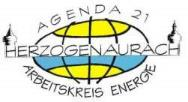 AGENDA 21
HERZOGENAURACH
ARBEITSKREIS ENERGIE